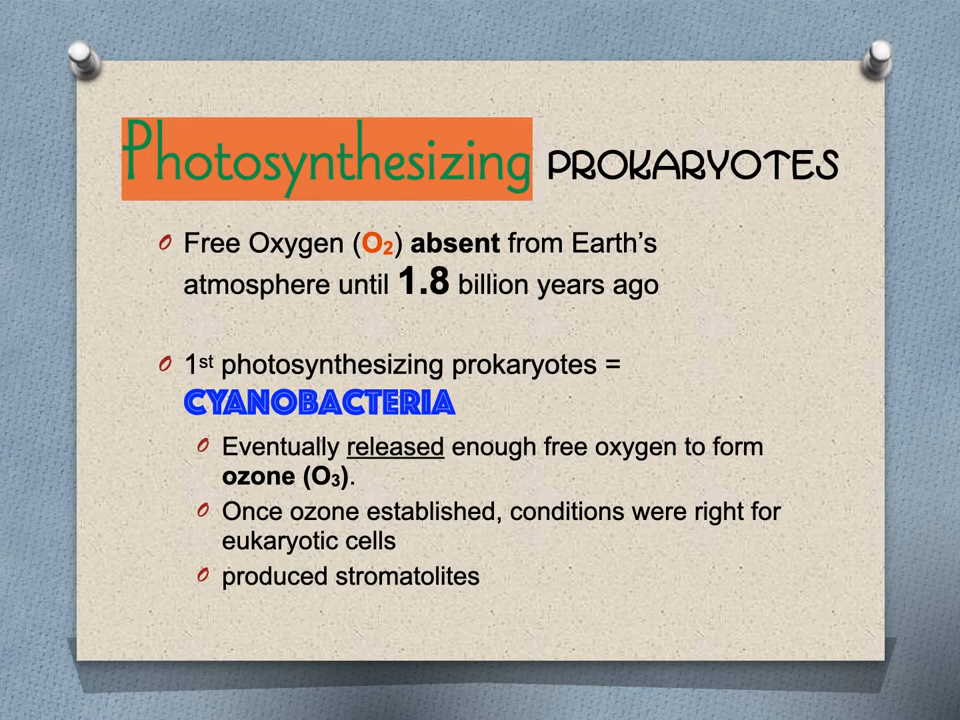 Photosynthesizing PROKARYOTES
Free Oxygen (O₂) absent from Earth’s
atmosphere until 1.8 billion years ago
1st photosynthesizing prokaryotes =
CYANOBACTERIA
Eventually released enough free oxygen to form
ozone (O₃).
Once ozone established, conditions were right for
eukaryotic cells
produced stromatolites